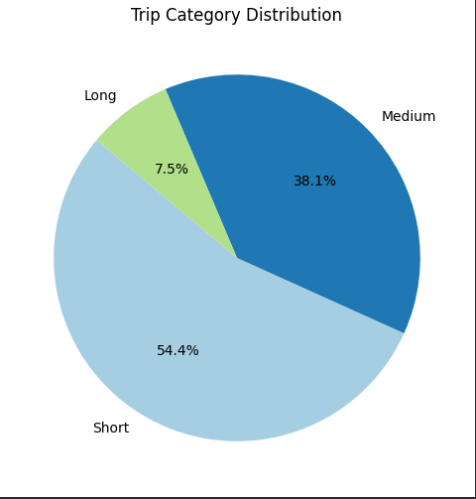 Trip Category Distribution
Long
Medium
7.5%
38.1%
54.4%
Short